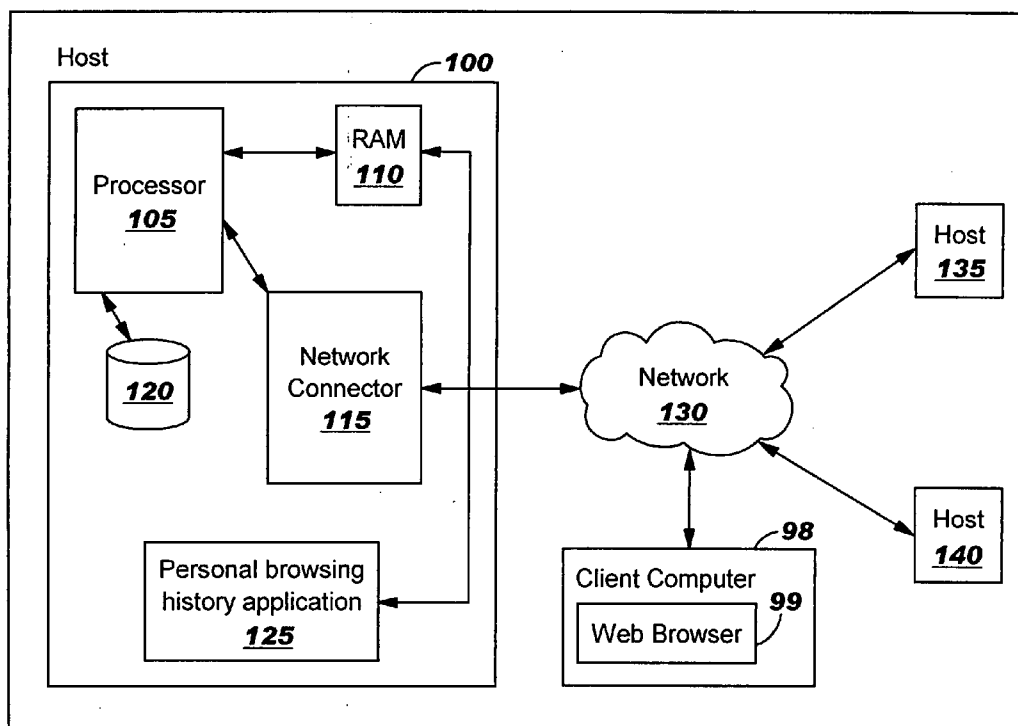 Host
100
Processor
105
RAM
110
120
Network
Connector
115
Personal browsing
history application
125
Network
130
Host
135
Host
140
98
Client Computer
99
Web Browser